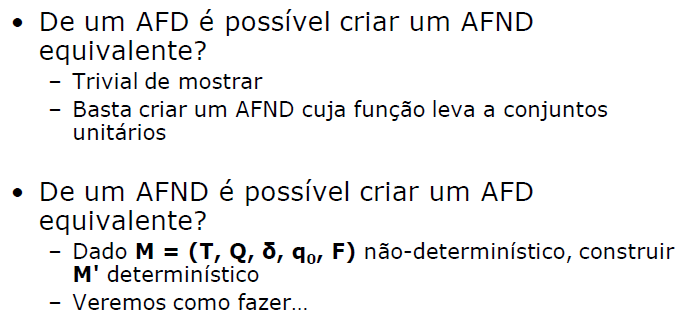 • De um AFD é possível criar um AFND
equivalente?
– Trivial de mostrar
– Basta criar um AFND cuja função leva a conjuntos
unitários
• De um AFND é possível criar um AFD
equivalente?
– Dado M = (T, Q, δ, q₀, F) não-determinístico, construir
M' determinístico
– Veremos como fazer...